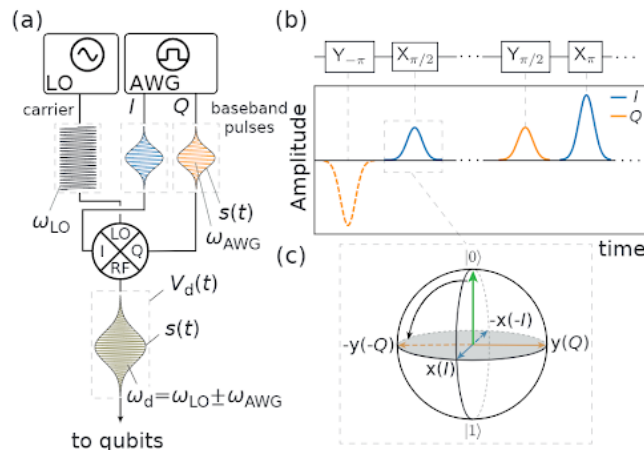 (a)
LO
AWG
carrier
I
Q
baseband
pulses
ω_LO
s(t)
ω_AWG
LO
I
Q
RF
V_d(t)
s(t)
ω_d=ω_LO±ω_AWG
to qubits
(b)
Y_{-π}
X_{π/2}
···
Y_{π/2}
X_π
···
Amplitude
I
Q
···
···
time
(c)
|0⟩
-x(-I)
-y(-Q)
y(Q)
x(I)
|1⟩